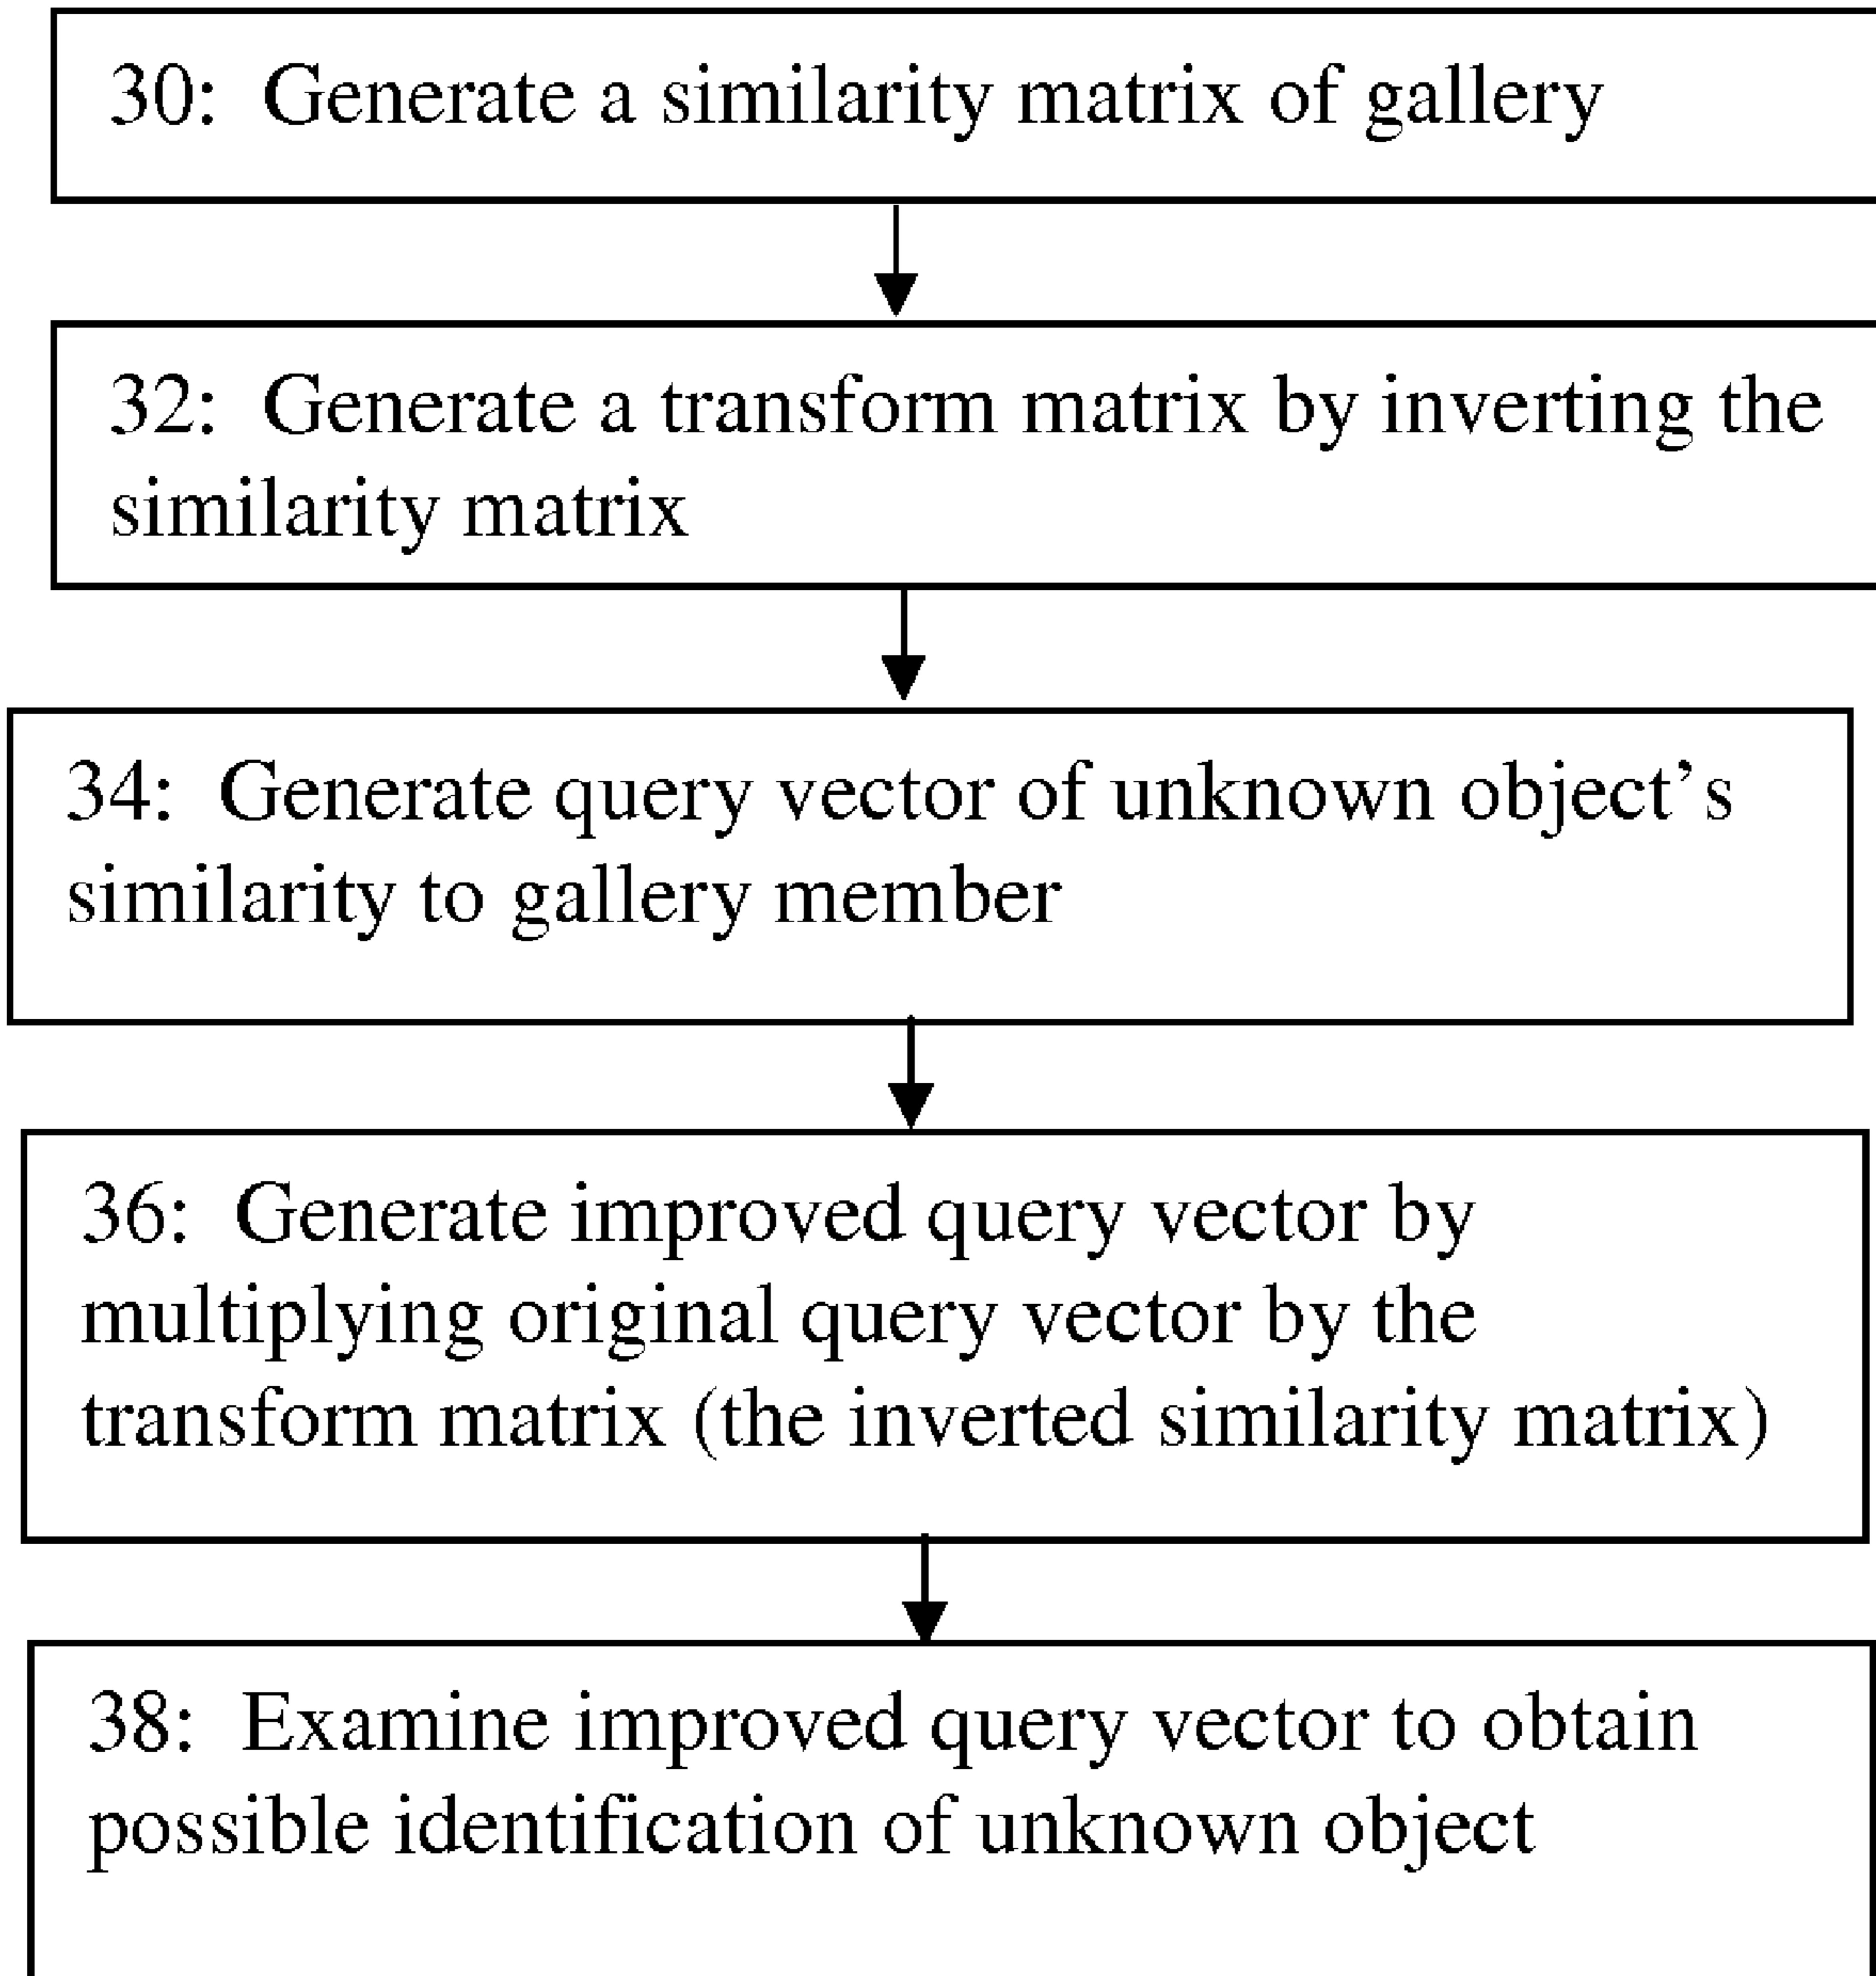 30:  Generate a similarity matrix of gallery
32:  Generate a transform matrix by inverting the
similarity matrix
34:  Generate query vector of unknown object’s
similarity to gallery member
36:  Generate improved query vector by
multiplying original query vector by the
transform matrix (the inverted similarity matrix)
38:  Examine improved query vector to obtain
possible identification of unknown object